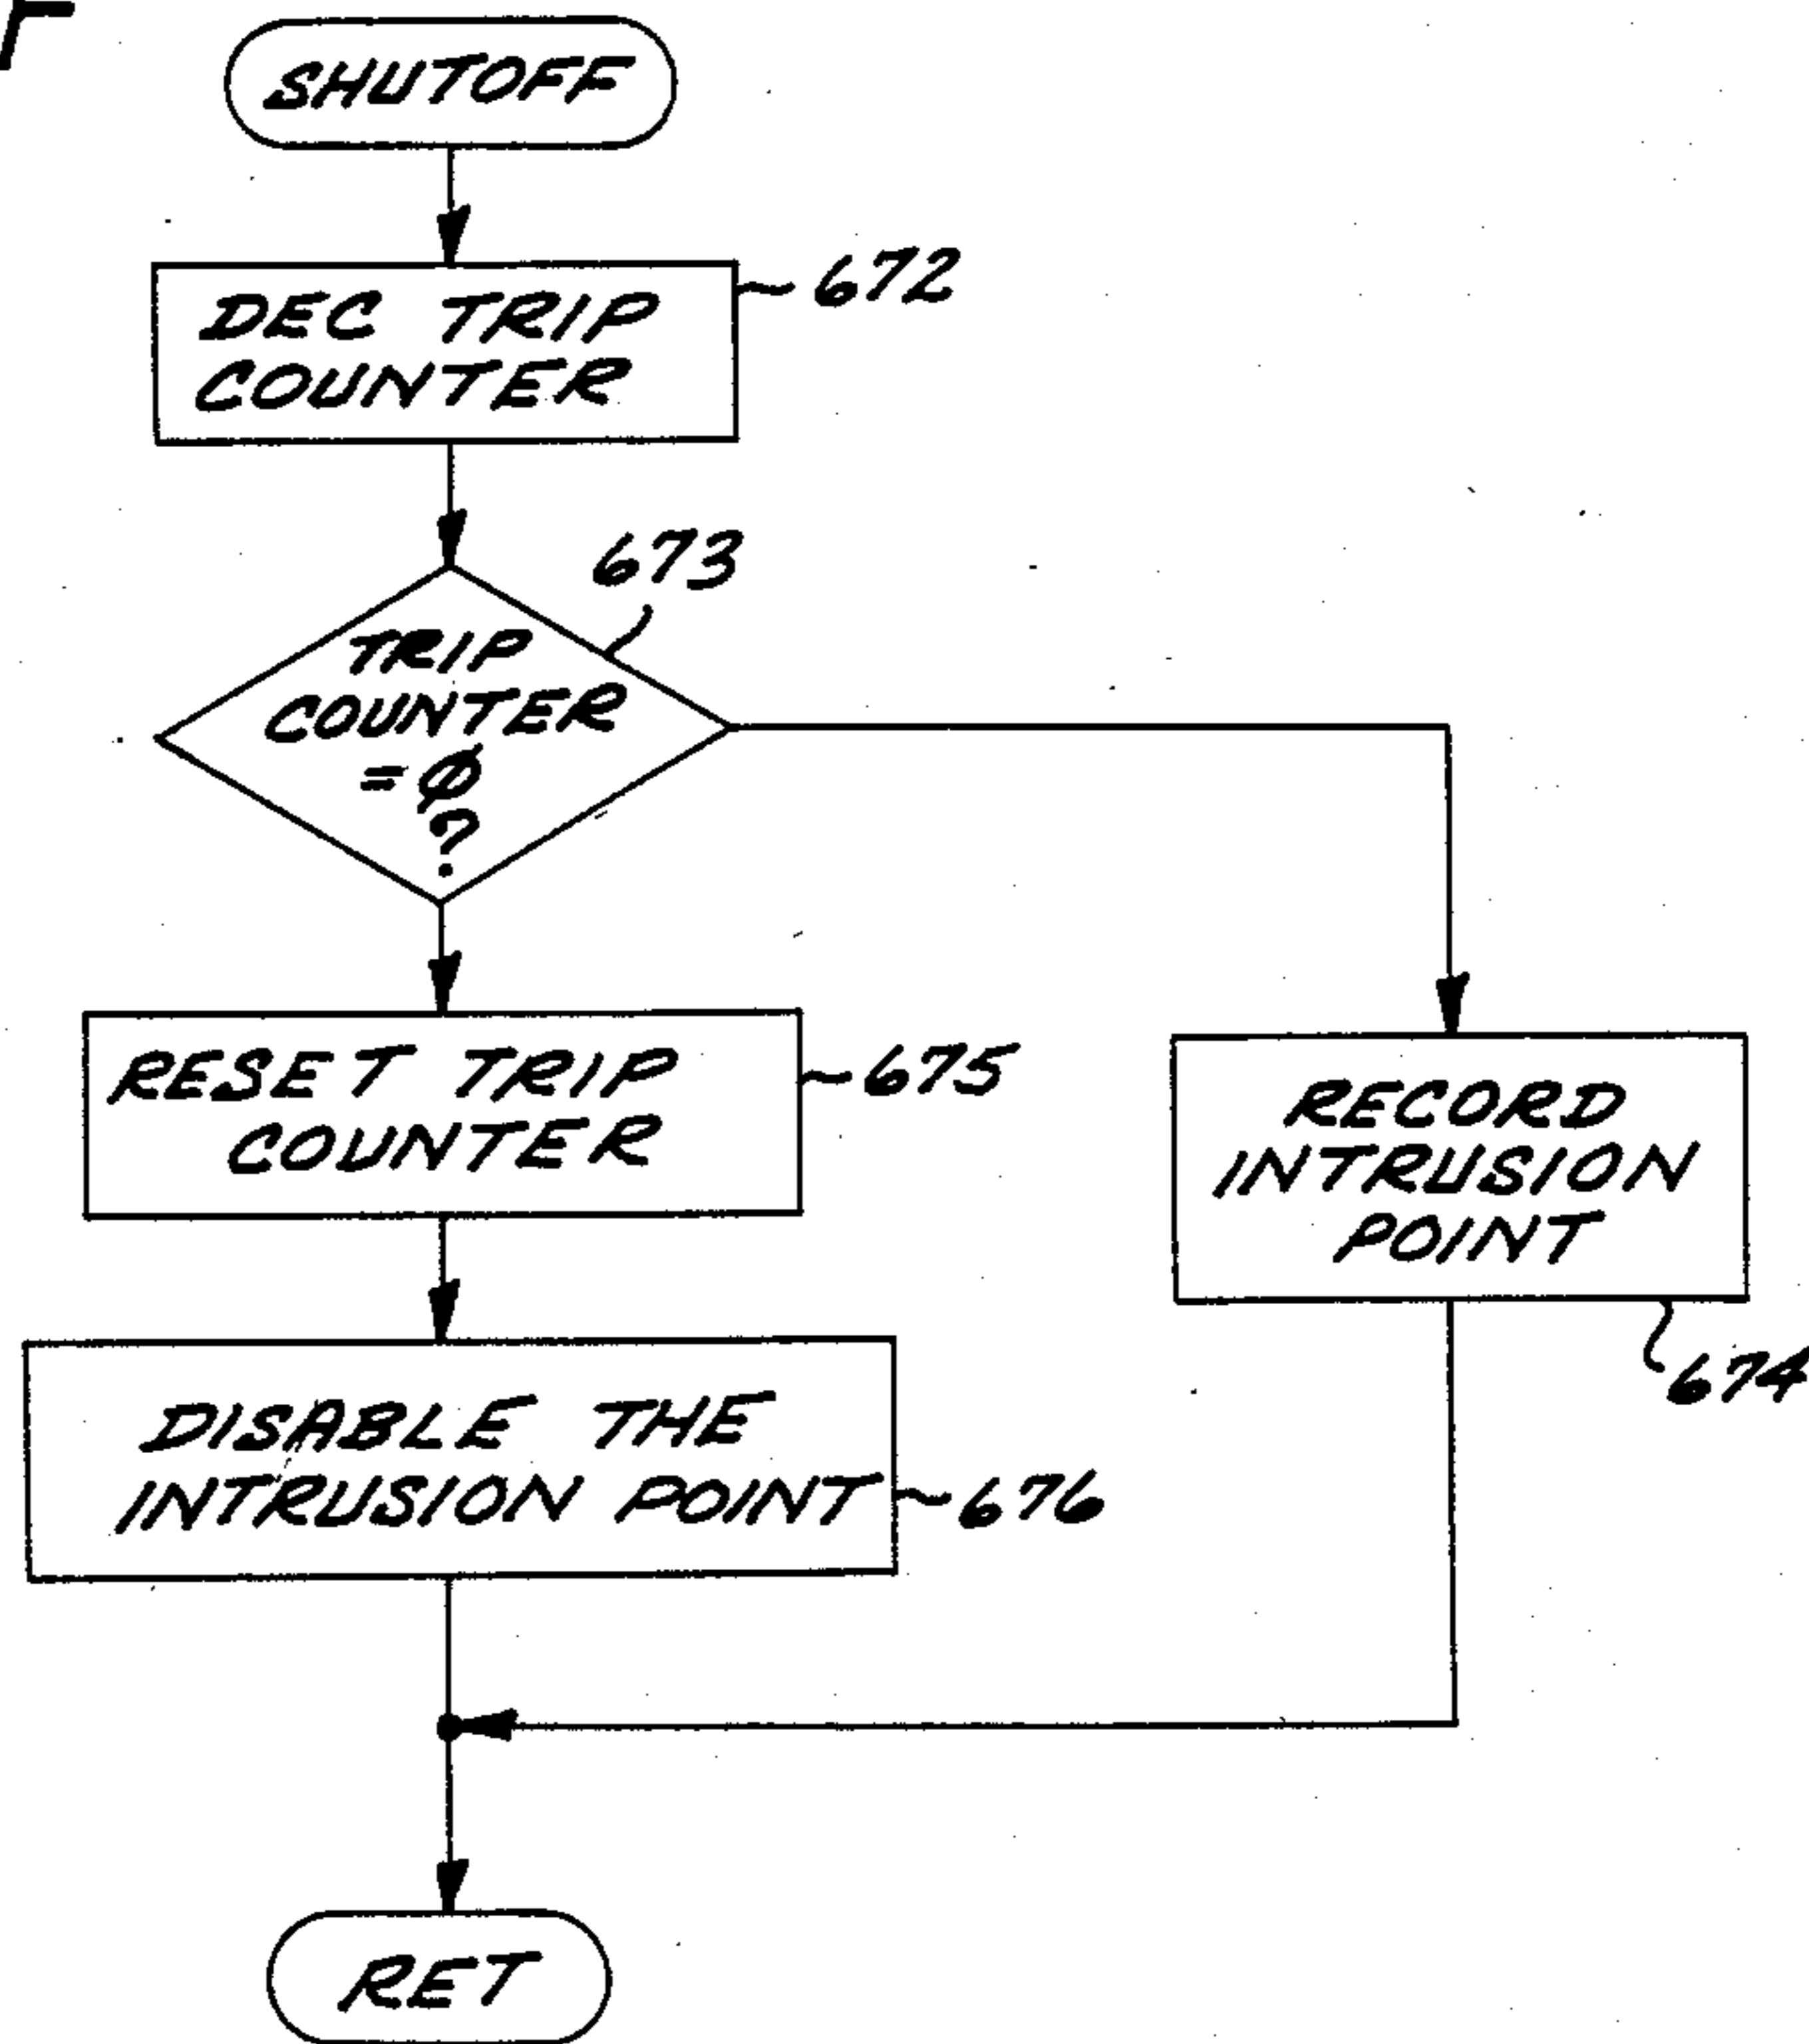 SHUTOFF
DEC TRIP
COUNTER
672
673
TRIP
COUNTER
=Ø
?
RESET TRIP
COUNTER
675
RECORD
INTRUSION
POINT
674
DISABLE THE
INTRUSION POINT
676
RET